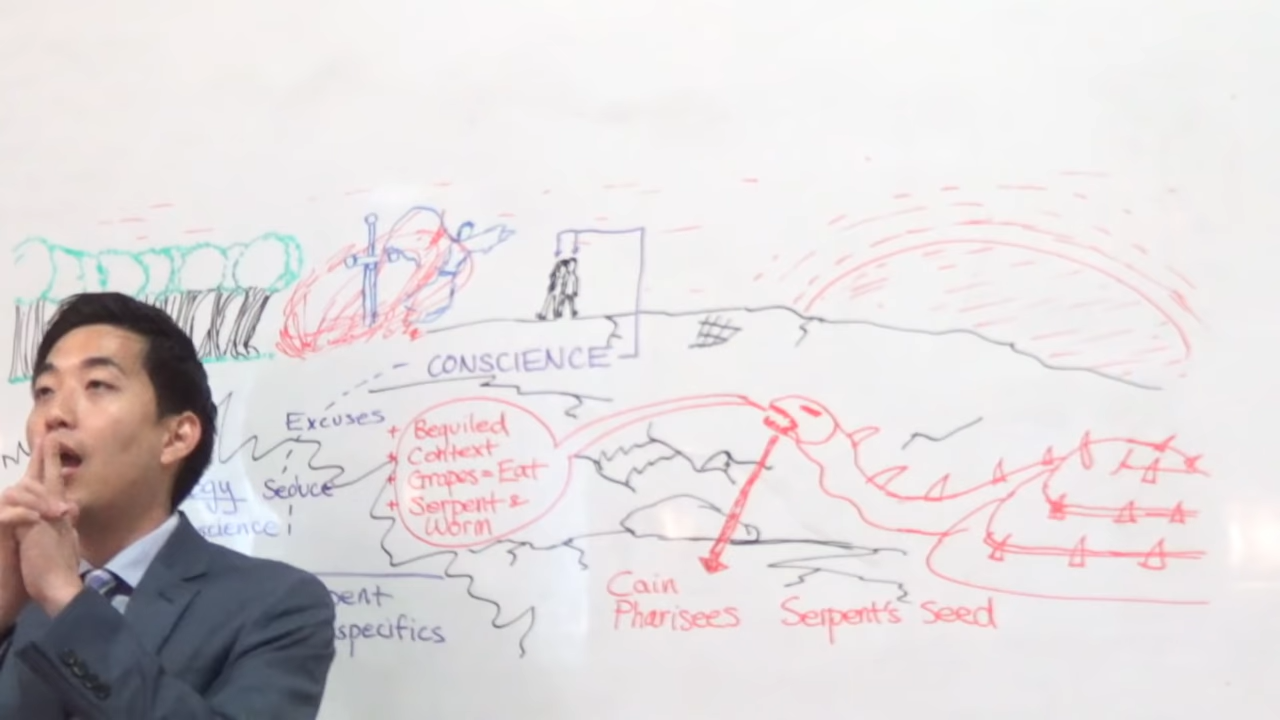 CONSCIENCE
Excuses
+ Beguiled
+ Context
+ Grapes = Eat
+ Serpent &
Worm
Seduce
Cain
Pharisees
Serpent's Seed
specifics